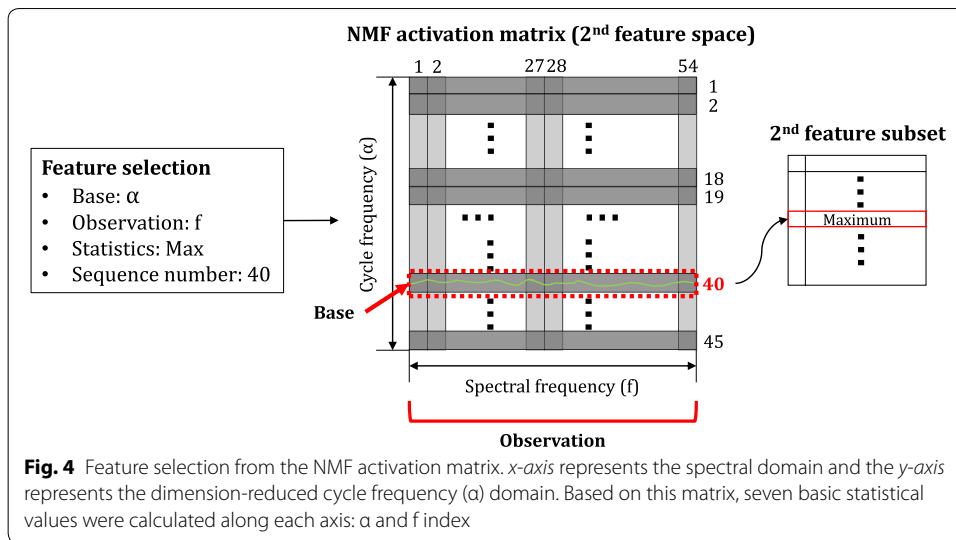 NMF activation matrix (2nd feature space)
1 2 27 28 54
1
2
18
19
40
45
Cycle frequency (α)
Spectral frequency (f)
Base
Observation
Feature selection
• Base: α
• Observation: f
• Statistics: Max
• Sequence number: 40
2nd feature subset
Maximum
Fig. 4 Feature selection from the NMF activation matrix. x-axis represents the spectral domain and the y-axis
represents the dimension-reduced cycle frequency (α) domain. Based on this matrix, seven basic statistical
values were calculated along each axis: α and f index